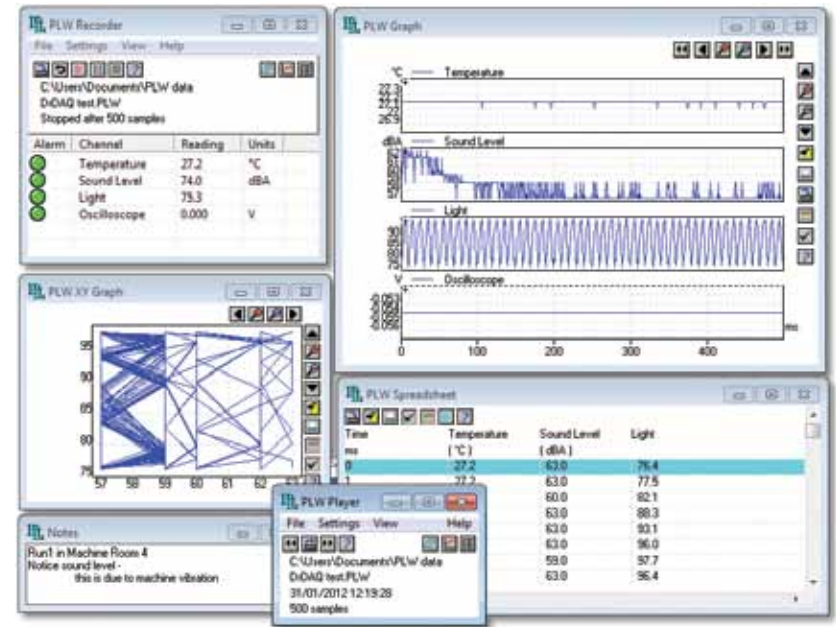 PLW Recorder
File Settings View Help
C:\Users\Documents\PLW data
DrDAQ test.PLW
Stopped after 500 samples
Alarm Channel Reading Units
Temperature 27.2 °C
Sound Level 74.0 dBA
Light 75.3
Oscilloscope 0.000 V
PLW Graph
°C Temperature
27.3
27.1
26.9
dBA Sound Level
Light
V Oscilloscope
ms
0 100 200 300 400
PLW XY Graph
95
90
85
80
75
57 58 59 60 61 62
PLW Spreadsheet
Time Temperature Sound Level Light
ms (°C) (dBA)
0 27.2 63.0 76.4
1 27.2 63.0 77.5
60.0 82.1
63.0 88.3
63.0 93.1
63.0 96.0
59.0 97.7
63.0 96.4
Notes
Run1 in Machine Room 4
Notice sound level -
this is due to machine vibration
PLW Player
File Settings View Help
C:\Users\Documents\PLW data
DrDAQ test.PLW
31/01/2012 12:19:28
500 samples